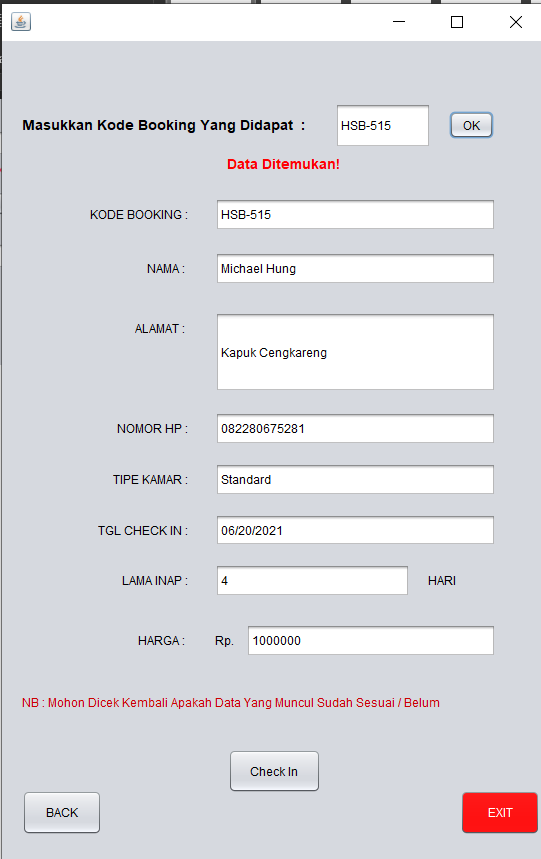 Masukkan Kode Booking Yang Didapat : HSB-515 OK
Data Ditemukan!
KODE BOOKING : HSB-515
NAMA : Michael Hung
ALAMAT : Kapuk Cengkareng
NOMOR HP : 082280675281
TIPE KAMAR : Standard
TGL CHECK IN : 06/20/2021
LAMA INAP : 4 HARI
HARGA : Rp. 1000000
NB : Mohon Dicek Kembali Apakah Data Yang Muncul Sudah Sesuai / Belum
Check In
BACK EXIT